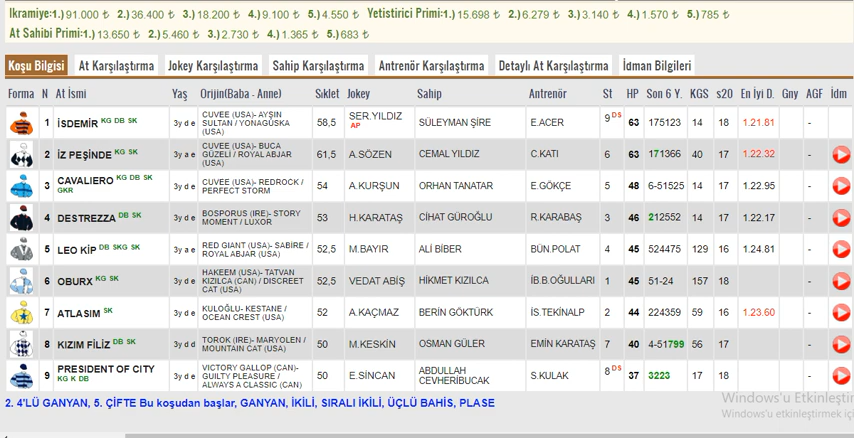 İkramiye:1.) 91.000 ₺ 2.) 36.400 ₺ 3.) 18.200 ₺ 4.) 9.100 ₺ 5.) 4.550 ₺ Yetistirici Primi:1.) 15.698 ₺ 2.) 6.279 ₺ 3.) 3.140 ₺ 4.) 1.570 ₺ 5.) 785 ₺
At Sahibi Primi:1.) 13.650 ₺ 2.) 5.460 ₺ 3.) 2.730 ₺ 4.) 1.365 ₺ 5.) 683 ₺
Koşu Bilgisi At Karşılaştırma Jokey Karşılaştırma Sahip Karşılaştırma Antrenör Karşılaştırma Detaylı At Karşılaştırma İdman Bilgileri
Forma N At İsmi Yaş Orijin(Baba - Anne) Sıklet Jokey Sahip Antrenör St HP Son 6 Y. KGS s20 En İyi D. Gny AGF İdm
1 İSDEMİR KG DB SK 3y d e CUVEE (USA)- AYŞIN SULTAN / YONAGUSKA (USA) 58,5 SER.YILDIZ AP SÜLEYMAN ŞİRE E.ACER 9 DS 63 175123 14 18 1.21.81 -
2 İZ PEŞİNDE KG SK 3y a e CUVEE (USA)- BUCA GÜZELİ / ROYAL ABJAR (USA) 61,5 A.SÖZEN CEMAL YILDIZ C.KATI 6 63 171366 40 17 1.22.32 -
3 CAVALIERO KG DB SK GKR 3y d e CUVEE (USA)- REDROCK / PERFECT STORM 54 A.KURŞUN ORHAN TANATAR E.GÖKÇE 5 48 6-51525 14 17 1.22.95 -
4 DESTREZZA DB SK 3y d e BOSPORUS (IRE)- STORY MOMENT / LUXOR 53 H.KARATAŞ CİHAT GÜROĞLU R.KARABAŞ 3 46 212552 14 17 1.22.17 -
5 LEO KİP DB SKG SK 3y a e RED GIANT (USA)- SABİRE / ROYAL ABJAR (USA) 52,5 M.BAYIR ALİ BİBER BÜN.POLAT 4 45 524475 129 16 1.24.81 -
6 OBURX KG SK 3y d e HAKEEM (USA)- TATVAN KIZILCA (CAN) / DISCREET CAT (USA) 52,5 VEDAT ABİŞ HİKMET KIZILCA İB.B.OĞULLARI 1 45 51-24 157 18 -
7 ATLASIM SK 3y d e KULOĞLU- KESTANE / OCEAN CREST (USA) 52 A.KAÇMAZ BERİN GÖKTÜRK İS.TEKİNALP 2 44 224359 59 16 1.23.60 -
8 KIZIM FİLİZ DB SK 3y d d TOROK (IRE)- MARYOLEN / MOUNTAIN CAT (USA) 50 M.KESKİN OSMAN GÜLER EMİN KARATAŞ 7 40 4-51799 14 18 -
9 PRESIDENT OF CITY KG K DB 3y d e VICTORY GALLOP (CAN)- GUILTY PLEASURE / ALWAYS A CLASSIC (CAN) 50 E.SİNCAN ABDULLAH CEVHERİBUCAK S.KULAK 8 DS 37 3223 17 18 -
2. 4'LÜ GANYAN, 5. ÇİFTE Bu koşudan başlar, GANYAN, İKİLİ, SIRALI İKİLİ, ÜÇLÜ BAHİS, PLASE
Windows'u Etkinleştir
Windows'u etkinleştirmek içi